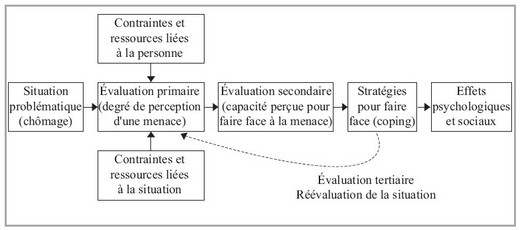 Contraintes et
ressources liées
à la personne
Situation
problématique
(chômage)
Évaluation primaire
(degré de perception
d'une menace)
Évaluation secondaire
(capacité perçue pour
faire face à la menace)
Stratégies
pour faire
face (coping)
Effets
psychologiques
et sociaux
Contraintes et
ressources liées
à la situation
Évaluation tertiaire
Réévaluation de la situation